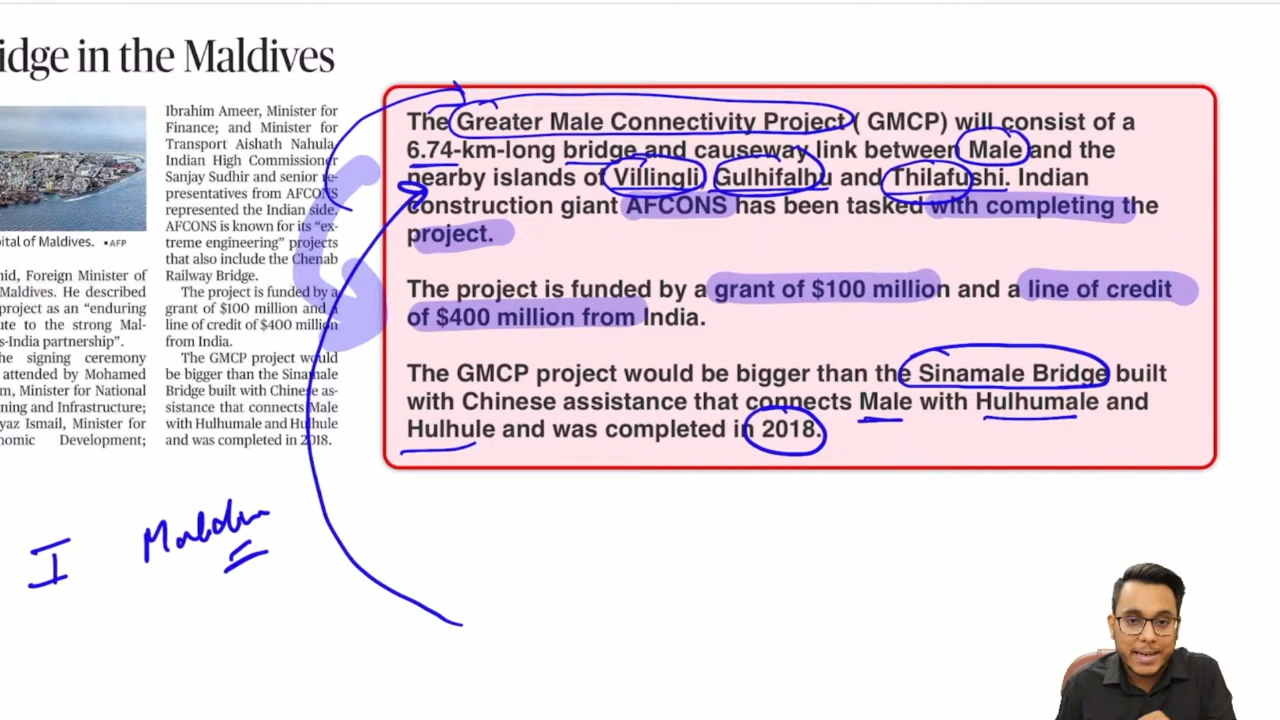 idge in the Maldives
ital of Maldives. •AFP
hid, Foreign Minister of
Maldives. He described
project as an “enduring
ute to the strong Mal-
s-India partnership”.
he signing ceremony
attended by Mohamed
m, Minister for National
ning and Infrastructure;
yaz Ismail, Minister for
nomic Development;
Ibrahim Ameer, Minister for
Finance; and Minister for
Transport Aishath Nahula.
Indian High Commissioner
Sanjay Sudhir and senior re-
presentatives from AFCONS
represented the Indian side.
AFCONS is known for its “ex-
treme engineering” projects
that also include the Chenab
Railway Bridge.
The project is funded by a
grant of $100 million and a
line of credit of $400 million
from India.
The GMCP project would
be bigger than the Sinamale
Bridge built with Chinese as-
sistance that connects Male
with Hulhumale and Hulhule
and was completed in 2018.
The Greater Male Connectivity Project ( GMCP) will consist of a
6.74-km-long bridge and causeway link between Male and the
nearby islands of Villingli Gulhifalhu and Thilafushi. Indian
construction giant AFCONS has been tasked with completing the
project.
The project is funded by a grant of $100 million and a line of credit
of $400 million from India.
The GMCP project would be bigger than the Sinamale Bridge built
with Chinese assistance that connects Male with Hulhumale and
Hulhule and was completed in 2018.
I